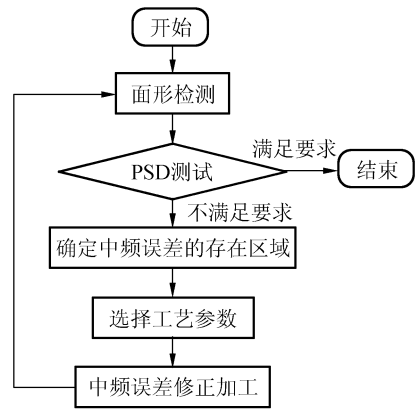 开始
面形检测
PSD测试
满足要求
结束
不满足要求
确定中频误差的存在区域
选择工艺参数
中频误差修正加工